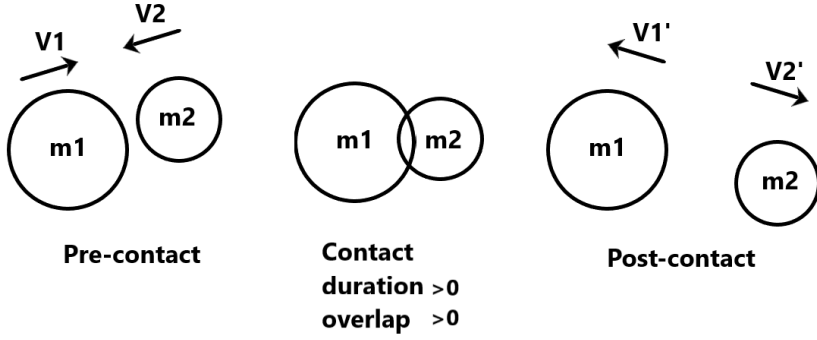 V1
V2
m1
m2
Pre-contact
m1
m2
Contact
duration >0
overlap >0
V1'
V2'
m1
m2
Post-contact